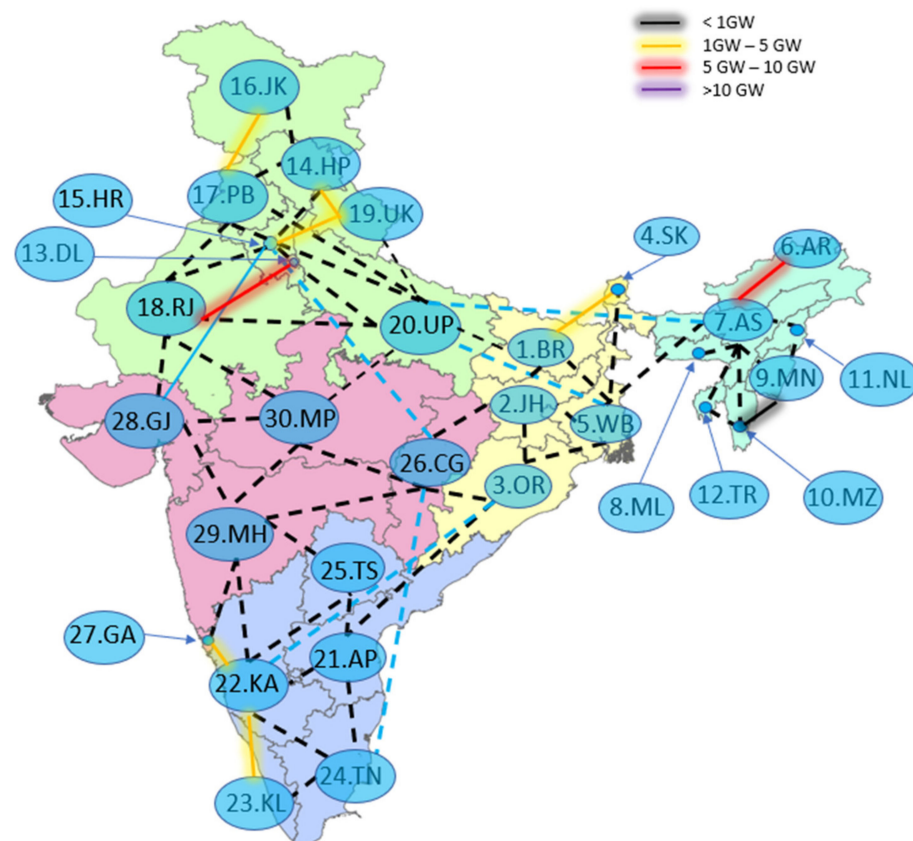 < 1GW
1GW – 5 GW
5 GW – 10 GW
>10 GW
16.JK
14.HP
15.HR
17.PB
19.UK
13.DL
4.SK
6.AR
18.RJ
20.UP
7.AS
1.BR
9.MN
11.NL
28.GJ
30.MP
2.JH
5.WB
26.CG
3.OR
8.ML
12.TR
10.MZ
29.MH
25.TS
27.GA
21.AP
22.KA
24.TN
23.KL